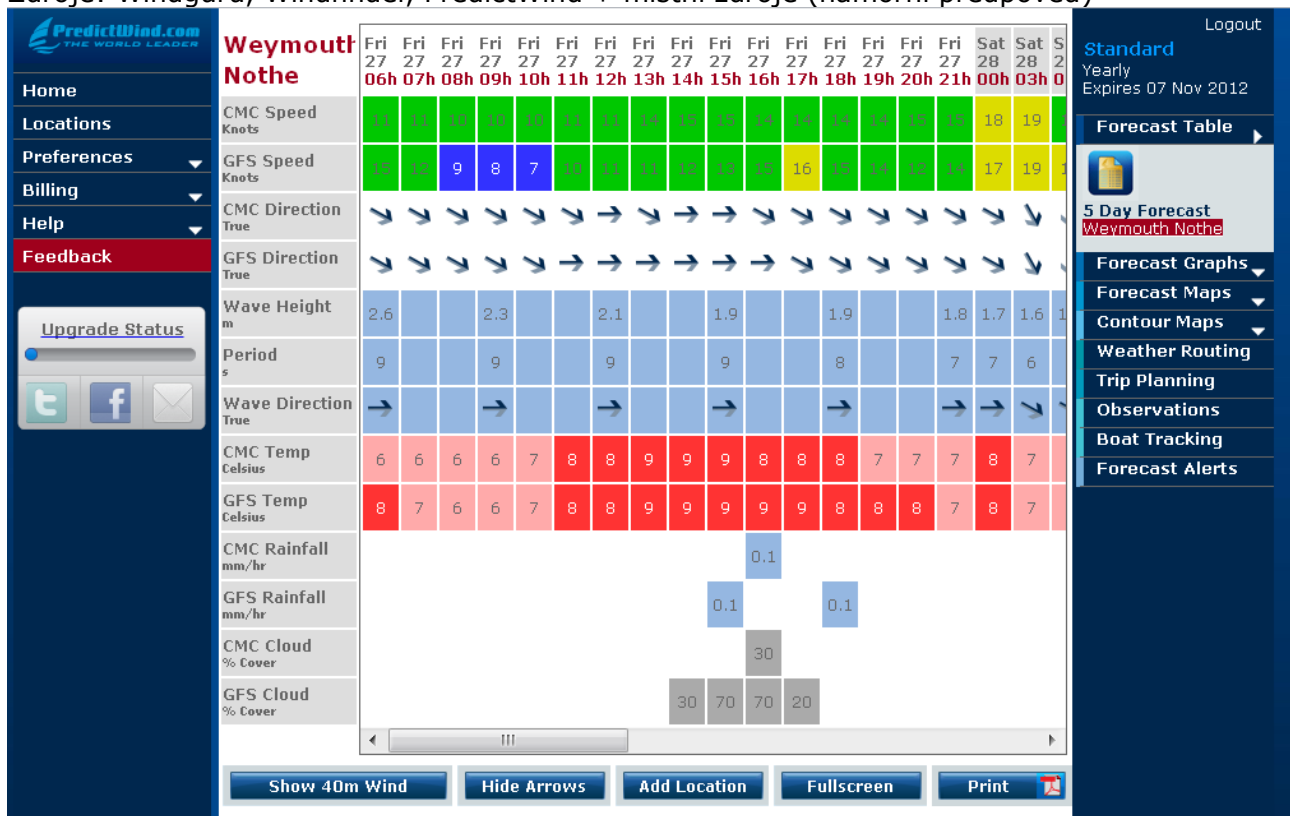 Zdroje: Windguru, Windfinder, PredictWind + místní zdroje (námořní předpověď)
PredictWind.com
THE WORLD LEADER
Home
Locations
Preferences
Billing
Help
Feedback
Upgrade Status
Weymouth Nothe
Fri Fri Fri Fri Fri Fri Fri Fri Fri Fri Fri Fri Fri Fri Fri Fri Sat Sat S
27 27 27 27 27 27 27 27 27 27 27 27 27 27 27 27 28 28 2
06h 07h 08h 09h 10h 11h 12h 13h 14h 15h 16h 17h 18h 19h 20h 21h 00h 03h 0
CMC Speed Knots 11 11 10 10 10 11 11 14 15 15 14 14 14 14 15 15 18 19
GFS Speed Knots 15 12 9 8 7 10 11 11 12 13 15 16 15 14 12 14 17 19 1
CMC Direction True
GFS Direction True
Wave Height m 2.6 2.3 2.1 1.9 1.9 1.8 1.7 1.6 1
Period s 9 9 9 9 8 7 7 6
Wave Direction True
CMC Temp Celsius 6 6 6 6 7 8 8 9 9 9 8 8 8 7 7 7 8 7
GFS Temp Celsius 8 7 6 6 7 8 8 9 9 9 9 9 8 8 8 7 8 7
CMC Rainfall mm/hr 0.1
GFS Rainfall mm/hr 0.1 0.1
CMC Cloud % Cover 30
GFS Cloud % Cover 30 70 70 20
Show 40m Wind
Hide Arrows
Add Location
Fullscreen
Print
Logout
Standard
Yearly
Expires 07 Nov 2012
Forecast Table
5 Day Forecast
Weymouth Nothe
Forecast Graphs
Forecast Maps
Contour Maps
Weather Routing
Trip Planning
Observations
Boat Tracking
Forecast Alerts